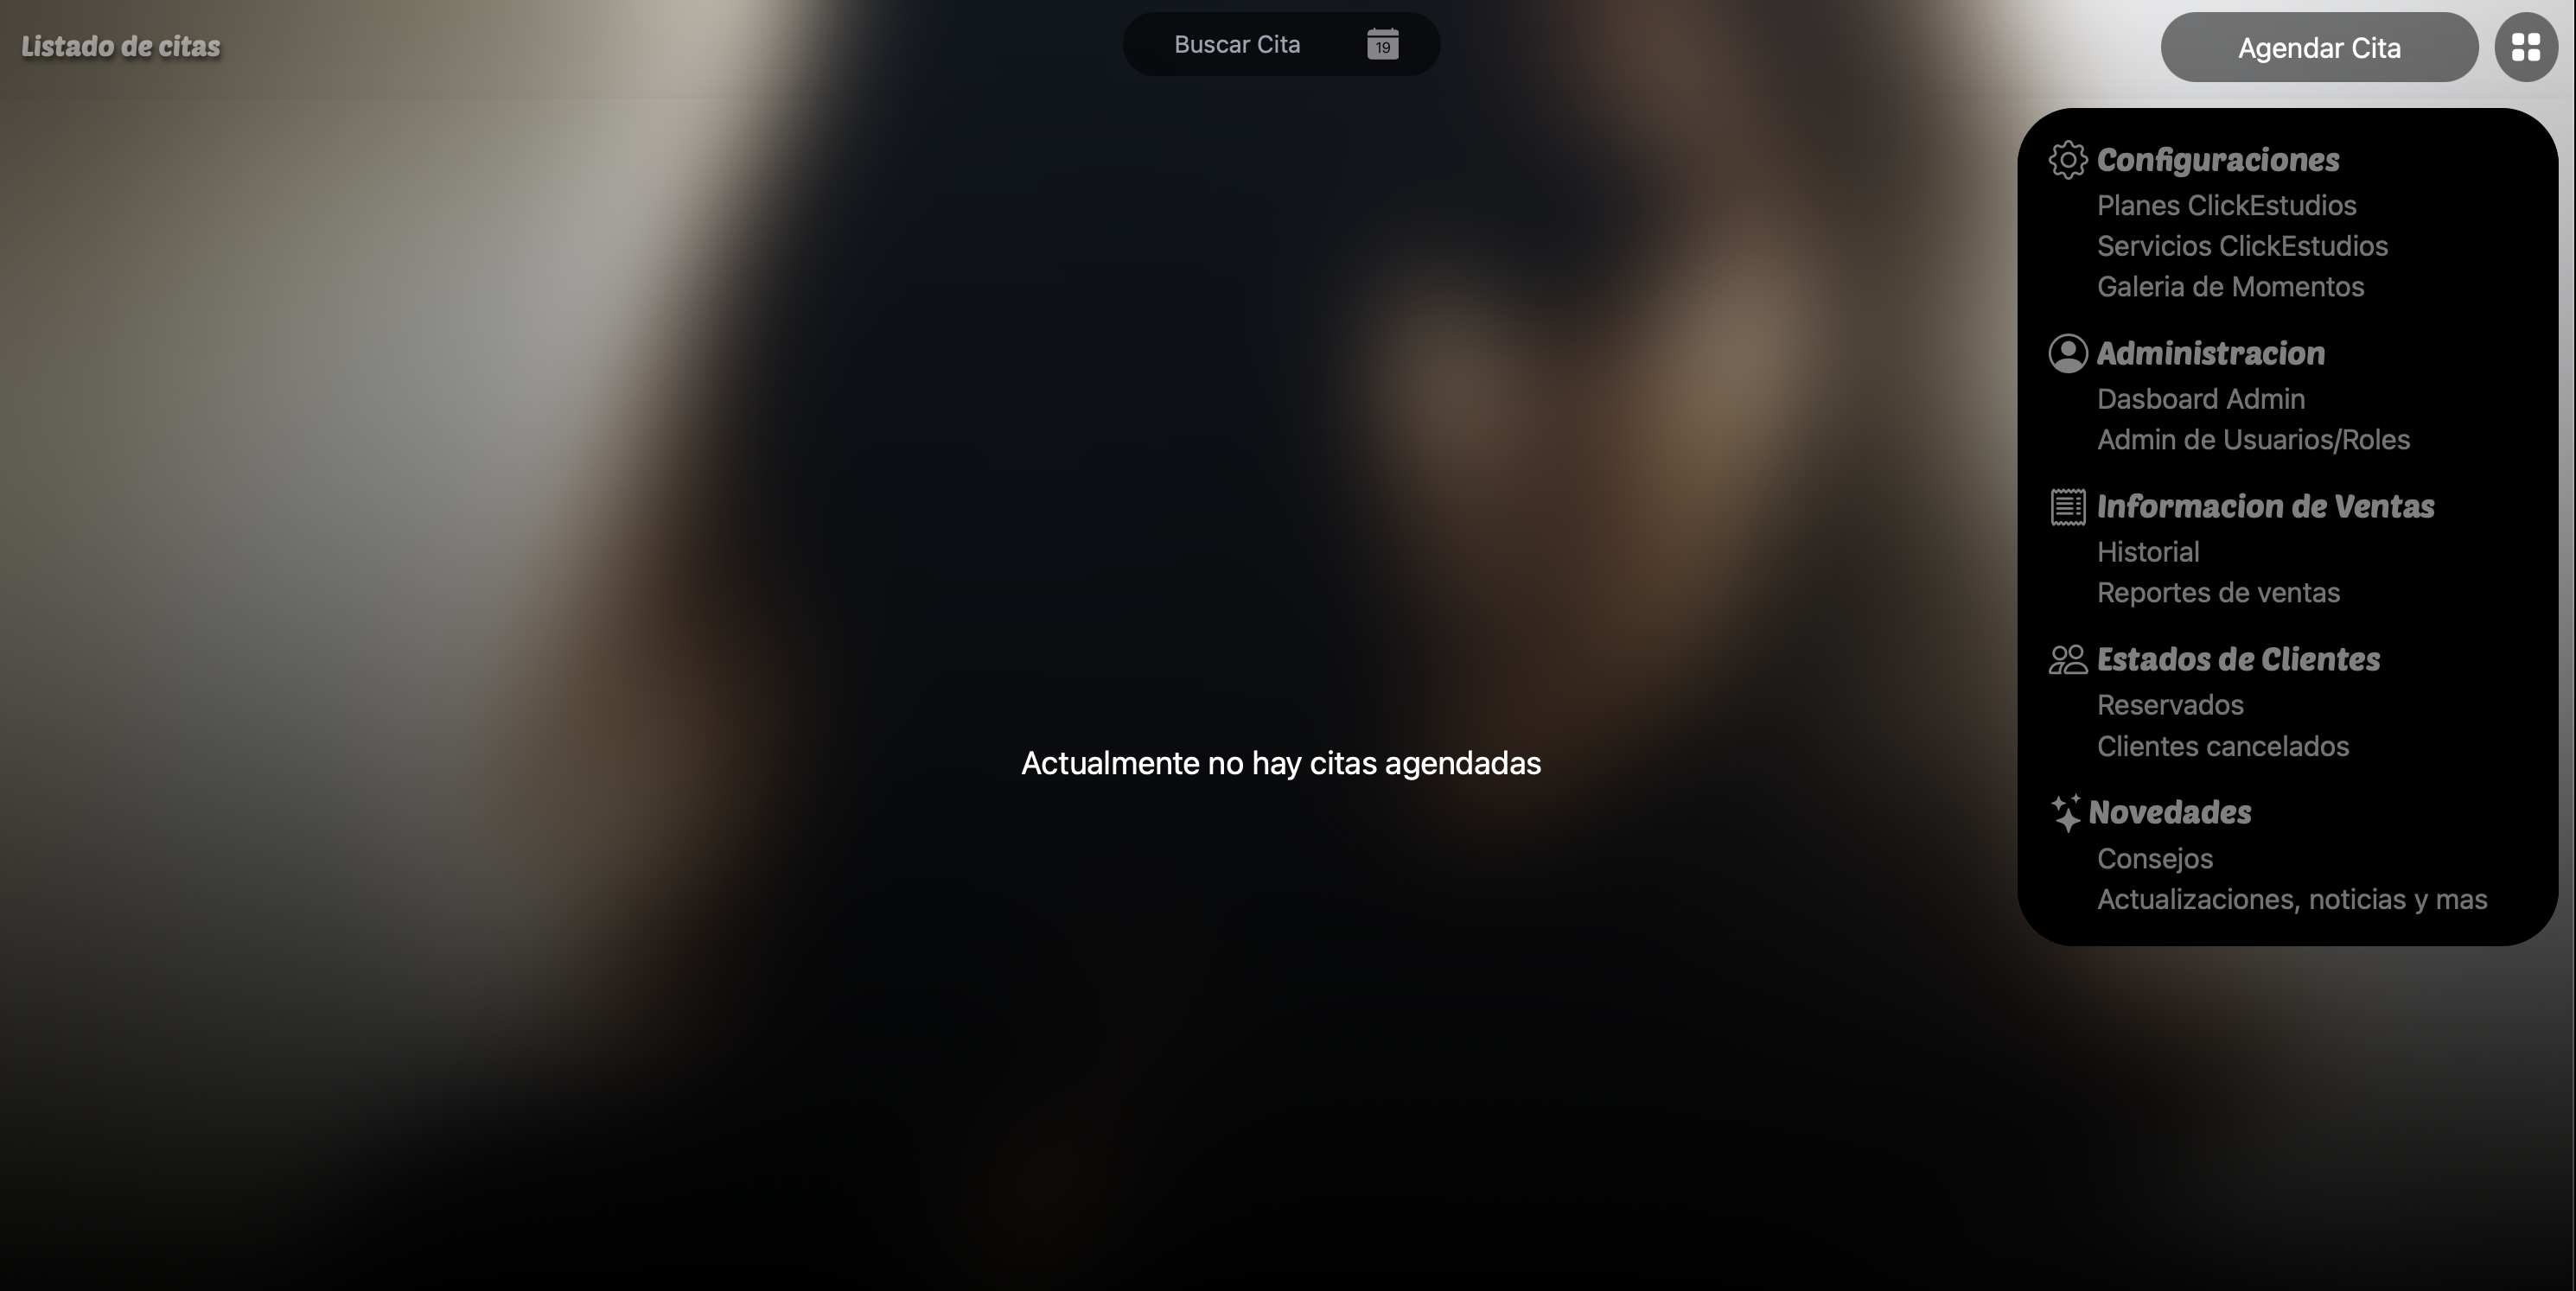 Listado de citas
Buscar Cita
19
Agendar Cita
Configuraciones
Planes ClickEstudios
Servicios ClickEstudios
Galeria de Momentos
Administracion
Dasboard Admin
Admin de Usuarios/Roles
Informacion de Ventas
Historial
Reportes de ventas
Estados de Clientes
Reservados
Clientes cancelados
Novedades
Consejos
Actualizaciones, noticias y mas
Actualmente no hay citas agendadas